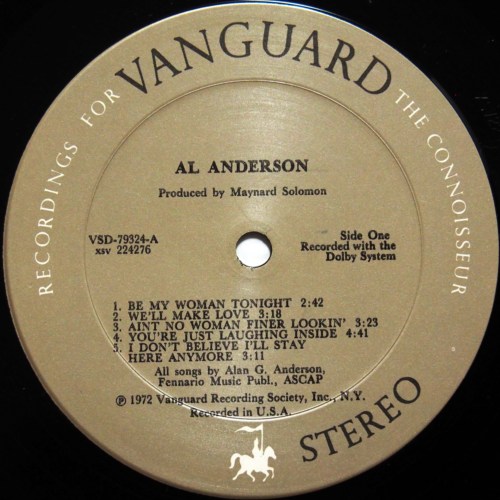 RECORDINGS FOR VANGUARD THE CONNOISSEUR
AL ANDERSON
Produced by Maynard Solomon
VSD-79324-A
xsv 224276
Side One
Recorded with the
Dolby System
1. BE MY WOMAN TONIGHT 2:42
2. WE'LL MAKE LOVE 3:18
3. AINT NO WOMAN FINER LOOKIN' 3:23
4. YOU'RE JUST LAUGHING INSIDE 4:41
5. I DON'T BELIEVE I'LL STAY
HERE ANYMORE 3:11
All songs by Alan G. Anderson,
Fennario Music Publ., ASCAP
℗ 1972 Vanguard Recording Society, Inc., N.Y.
Recorded in U.S.A.
STEREO